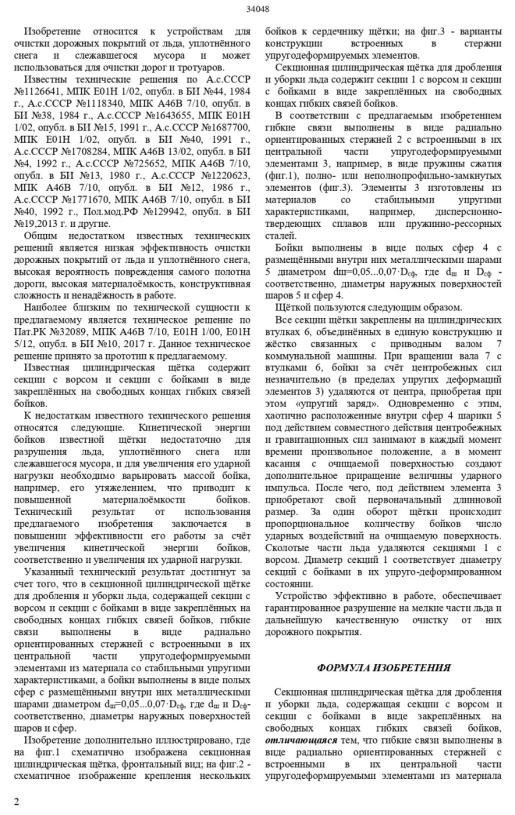 34048
Изобретение относится к устройствам для
очистки дорожных покрытий от льда, уплотнённого
снега и слежавшегося мусора и может
использоваться для очистки дорог и тротуаров.
Известны технические решения по А.с.СССР
№1126641, МПК E01H 1/02, опубл. в БИ №44, 1984
г., А.с.СССР №1118340, МПК А46В 7/10, опубл. в
БИ №38, 1984 г., А.с.СССР №1643655, МПК E01H
1/02, опубл. в БИ №15, 1991 г., А.с.СССР №1687700,
МПК E01H 1/02, опубл. в БИ №40, 1991 г.,
А.с.СССР №1708284, МПК А46В 13/02, опубл. в БИ
№4, 1992 г., А.с.СССР №725652, МПК А46В 7/10,
опубл. в БИ №13, 1980 г., А.с.СССР №1220623,
МПК А46В 7/10, опубл. в БИ №12, 1986 г.,
А.с.СССР №1771670, МПК А46В 7/10, опубл. в БИ
№40, 1992 г., Пол.мод.РФ №129942, опубл. в БИ
№19,2013 г. и другие.
Общим недостатком известных технических
решений является низкая эффективность очистки
дорожных покрытий от льда и уплотнённого снега,
высокая вероятность повреждения самого полотна
дороги, высокая материалоёмкость, конструктивная
сложность и ненадёжность в работе.
Наиболее близким по технической сущности к
предлагаемому является техническое решение по
Пат.РК №32089, МПК А46В 7/10, E01H 1/00, E01H
5/12, опубл. в БИ №10, 2017 г. Данное техническое
решение принято за прототип к предлагаемому.
Известная цилиндрическая щётка содержит
секции с ворсом и секции с бойками в виде
закреплённых на свободных концах гибких связей
бойков.
К недостаткам известного технического решения
относятся следующие. Кинетической энергии
бойков известной щётки недостаточно для
разрушения льда, уплотнённого снега или
слежавшегося мусора, и для увеличения его ударной
нагрузки необходимо варьировать массой бойка,
например, его утяжелением, что приводит к
повышенной материалоёмкости бойков.
Технический результат от использования
предлагаемого изобретения заключается в
повышении эффективности его работы за счёт
увеличения кинетической энергии бойков,
соответственно и увеличения их ударной нагрузки.
Указанный технический результат достигнут за
счет того, что в секционной цилиндрической щётке
для дробления и уборки льда, содержащей секции с
ворсом и секции с бойками в виде закреплённых на
свободных концах гибких связей бойков, гибкие
связи выполнены в виде радиально
ориентированных стержней с встроенными в их
центральной части упругодеформируемыми
элементами из материала со стабильными упругими
характеристиками, а бойки выполнены в виде полых
сфер с размещёнными внутри них металлическими
шарами диаметром dш=0,05...0,07·Dсф, где dш и Dсф-
соответственно, диаметры наружных поверхностей
шаров и сфер.
Изобретение дополнительно иллюстрировано, где
на фиг.1 схематично изображена секционная
цилиндрическая щётка, фронтальный вид; на фиг.2 -
схематичное изображение крепления нескольких
бойков к сердечнику щётки; на фиг.3 - варианты
конструкции встроенных в стержни
упругодеформируемых элементов.
Секционная цилиндрическая щётка для дробления
и уборки льда содержит секции 1 с ворсом и секции
с бойками в виде закреплённых на свободных
концах гибких связей бойков.
В соответствии с предлагаемым изобретением
гибкие связи выполнены в виде радиально
ориентированных стержней 2 с встроенными в их
центральной части упругодеформируемыми
элементами 3, например, в виде пружины сжатия
(фиг.1), полно- или неполнопрофильно-замкнутых
элементов (фиг.3). Элементы 3 изготовлены из
материалов со стабильными упругими
характеристиками, например, дисперсионно-
твердеющих сплавов или пружинно-рессорных
сталей.
Бойки выполнены в виде полых сфер 4 с
размещёнными внутри них металлическими шарами
5 диаметром dш=0,05...0,07·Dсф, где dш и Dсф -
соответственно, диаметры наружных поверхностей
шаров 5 и сфер 4.
Щёткой пользуются следующим образом.
Все секции щётки закреплены на цилиндрических
втулках 6, объединённых в единую конструкцию и
жёстко связанных с приводным валом 7
коммунальной машины. При вращении вала 7 с
втулками 6, бойки за счёт центробежных сил
незначительно (в пределах упругих деформаций
элементов 3) удаляются от центра, приобретая при
этом «упругий заряд». Одновременно с этим,
хаотично расположенные внутри сфер 4 шарики 5
под действием совместного действия центробежных
и гравитационных сил занимают в каждый момент
времени произвольное положение, а в момент
касания с очищаемой поверхностью создают
дополнительное приращение величины ударного
импульса. После чего, под действием элемента 3
приобретают свой первоначальный длинновой
размер. За один оборот щётки происходит
пропорциональное количеству бойков число
ударных воздействий на очищаемую поверхность.
Сколотые части льда удаляются секциями 1 с
ворсом. Диаметр секций 1 соответствует диаметру
секций с бойками в их упруго-деформированном
состоянии.
Устройство эффективно в работе, обеспечивает
гарантированное разрушение на мелкие части льда и
дальнейшую качественную очистку от них
дорожного покрытия.
ФОРМУЛА ИЗОБРЕТЕНИЯ
Секционная цилиндрическая щётка для дробления
и уборки льда, содержащая секции с ворсом и
секции с бойками в виде закреплённых на
свободных концах гибких связей бойков,
отличающаяся тем, что гибкие связи выполнены в
виде радиально ориентированных стержней с
встроенными в их центральной части
упругодеформируемыми элементами из материала
2